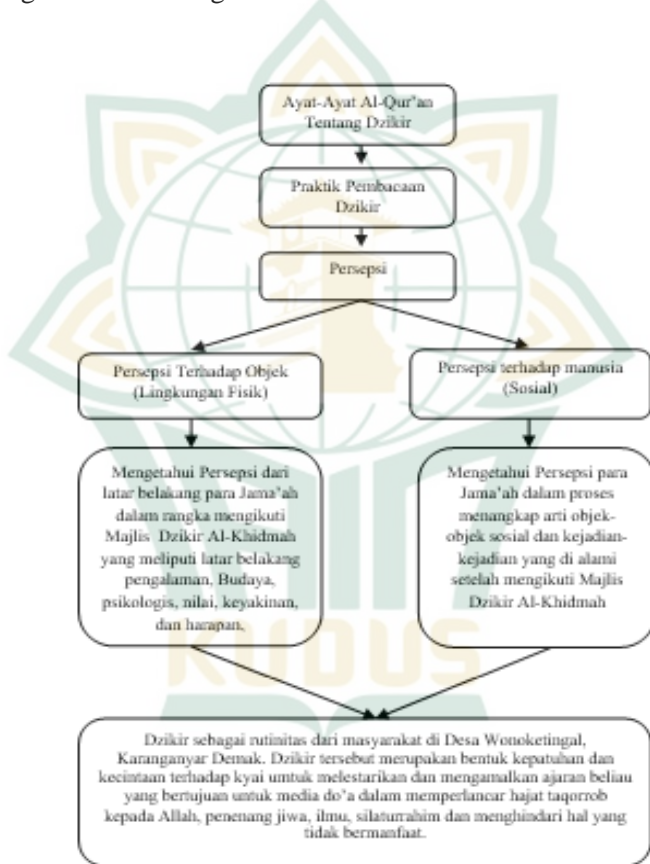 Ayat-Ayat Al-Qur'an
Tentang Dzikir
Praktik Pembacaan
Dzikir
Persepsi
Persepsi Terhadap Objek
(Lingkungan Fisik)
Persepsi terhadap manusia
(Sosial)
Mengetahui Persepsi dari
latar belakang para Jama'ah
dalam rangka mengikuti
Majlis Dzikir Al-Khidmah
yang meliputi latar belakang
pengalaman, Budaya,
psikologis, nilai, keyakinan,
dan harapan,
Mengetahui Persepsi para
Jama'ah dalam proses
menangkap arti objek-
objek sosial dan kejadian-
kejadian yang di alami
setelah mengikuti Majlis
Dzikir Al-Khidmah
KUDUS
Dzikir sebagai rutinitas dari masyarakat di Desa Wonoketingal,
Karanganyar Demak. Dzikir tersebut merupakan bentuk kepatuhan dan
kecintaan terhadap kyai umtuk melestarikan dan mengamalkan ajaran beliau
yang bertujuan untuk media do'a dalam memperlancar hajat taqorrob
kepada Allah, penenang jiwa, ilmu, silaturrahim dan menghindari hal yang
tidak bermanfaat.